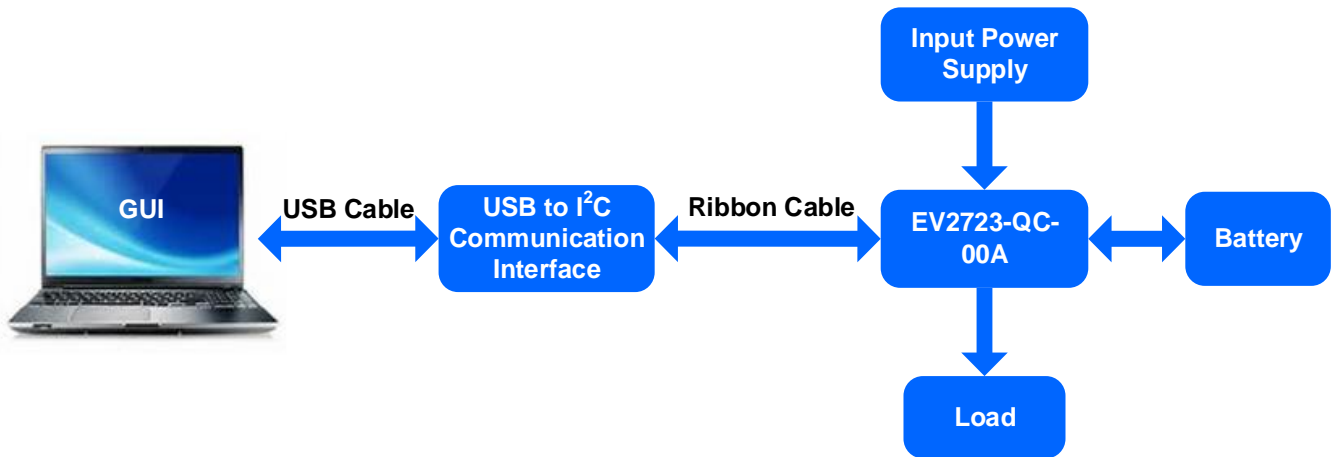 Input Power
Supply
GUI
USB Cable
USB to I²C
Communication
Interface
Ribbon Cable
EV2723-QC-
00A
Battery
Load